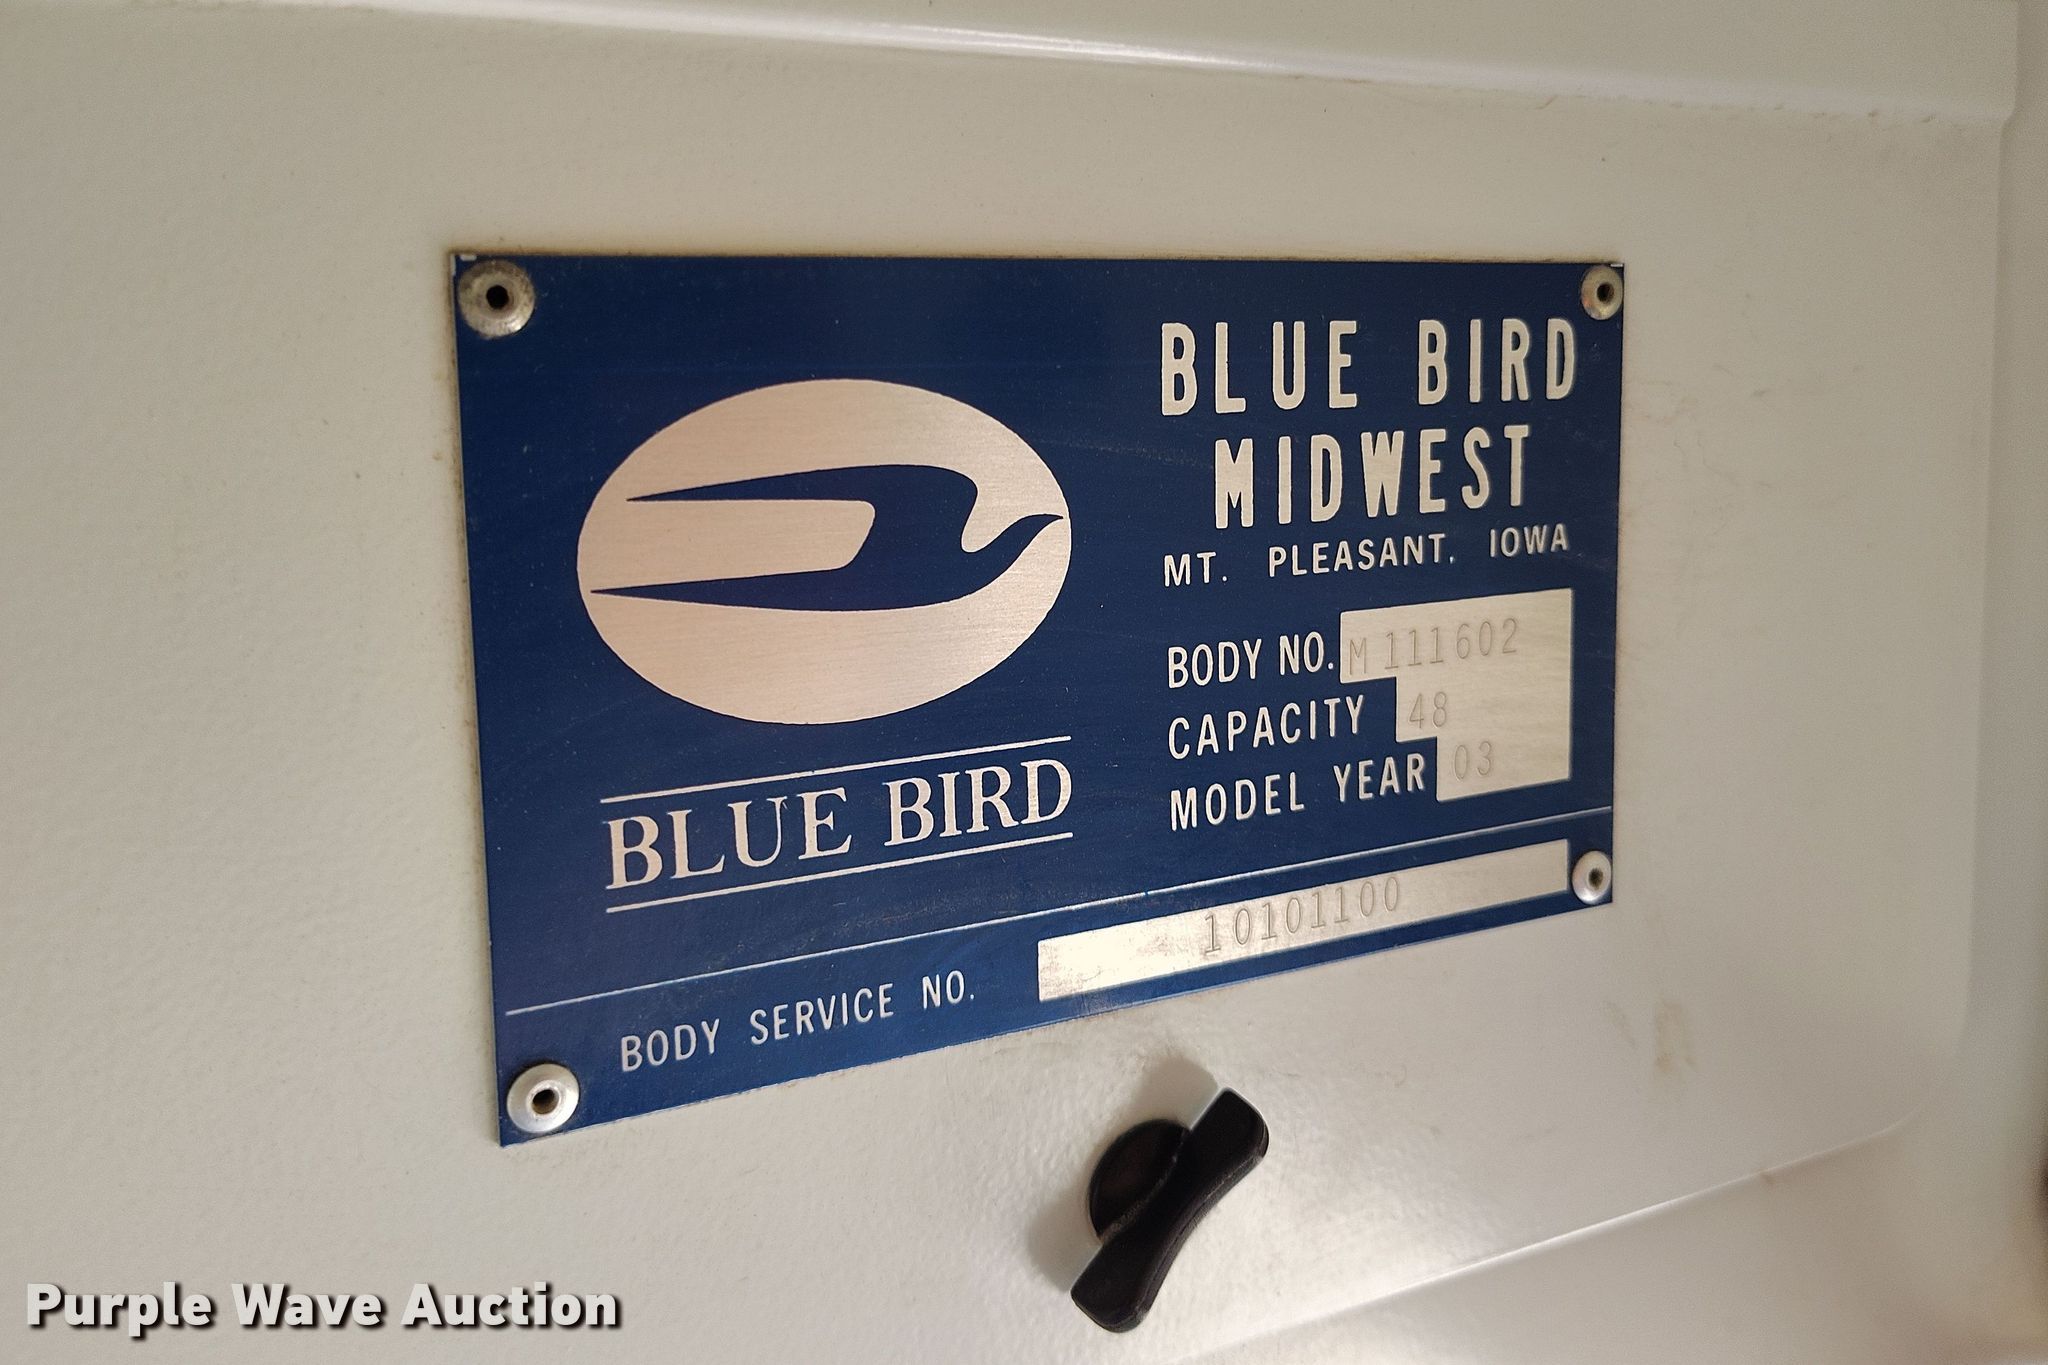 BLUE BIRD
MIDWEST
MT. PLEASANT, IOWA
BODY NO. M111602
CAPACITY 48
MODEL YEAR 03
BLUE BIRD
BODY SERVICE NO. 10101100
Purple Wave Auction